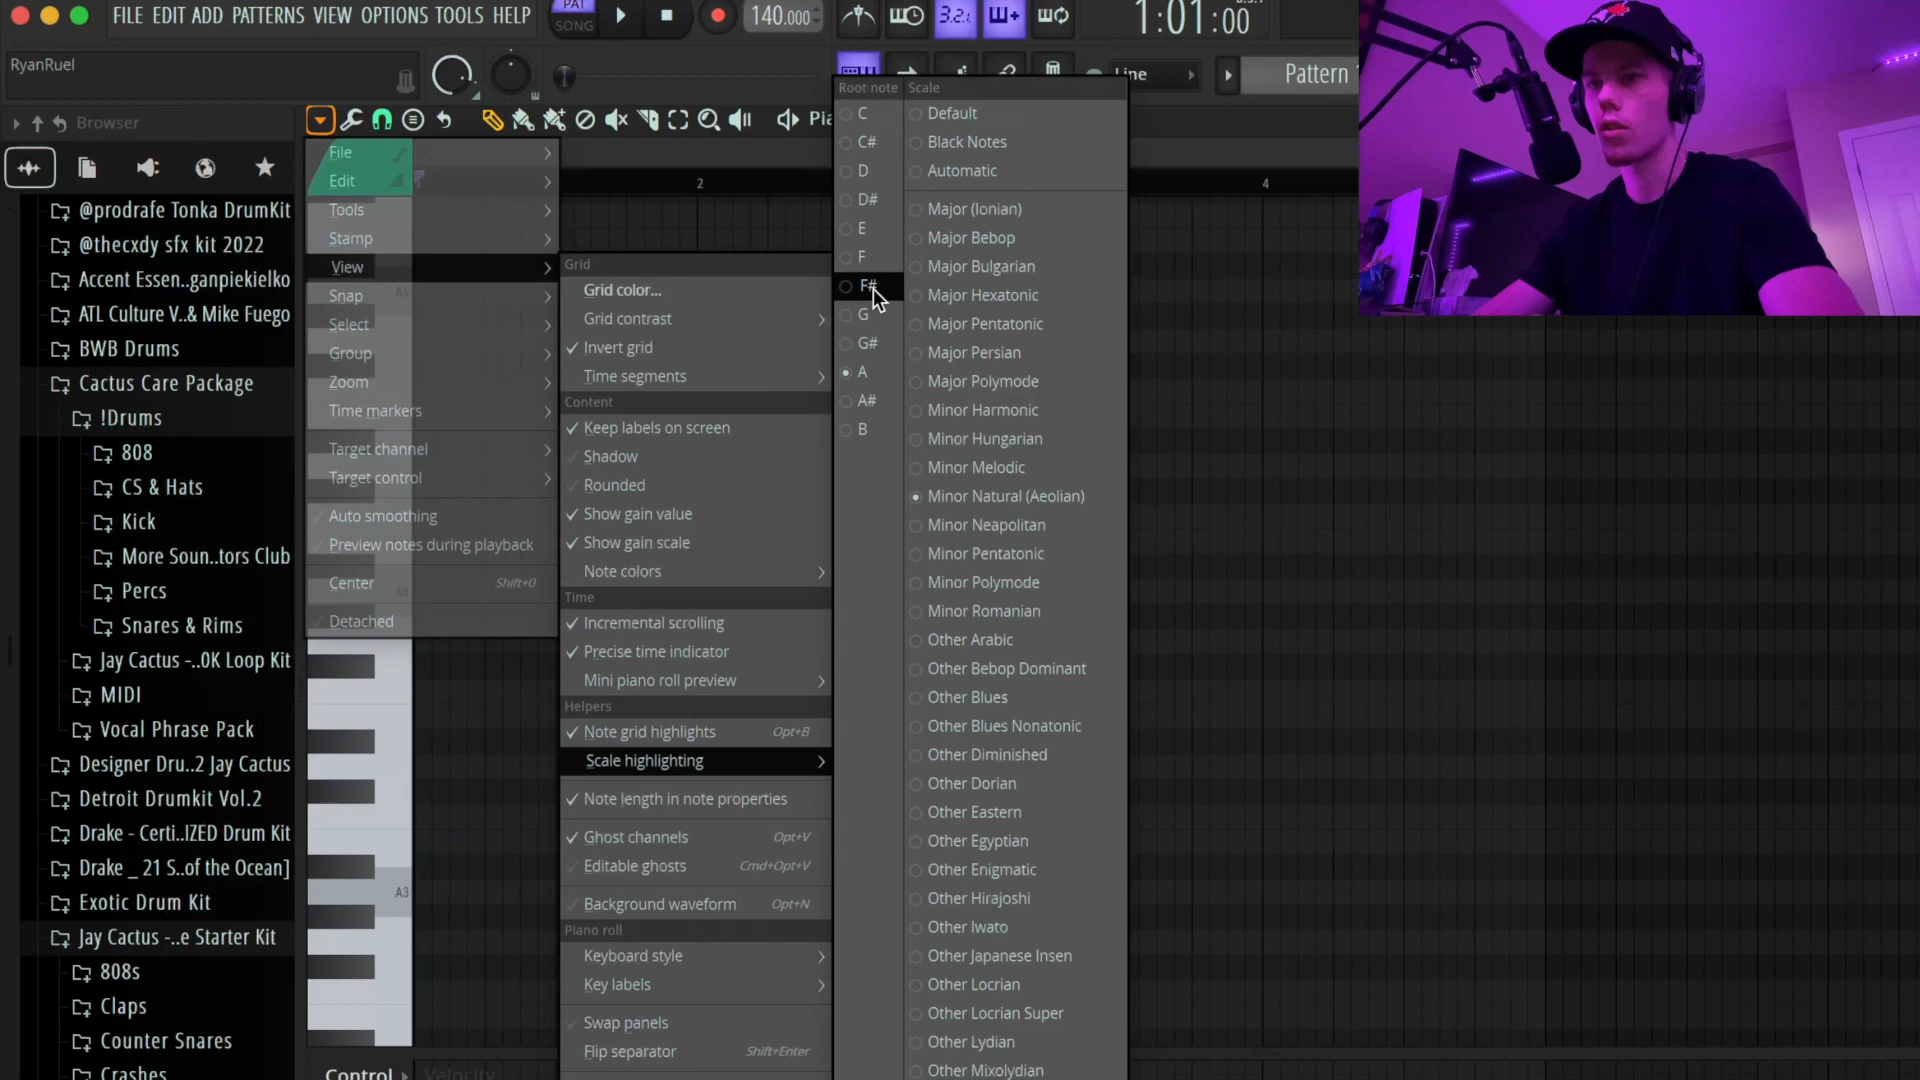 FILE EDIT ADD PATTERNS VIEW OPTIONS TOOLS HELP
PAT
SONG
140.000
3.2.
1:01:00
RyanRuel
Line
Pattern
Browser
@prodrafe Tonka DrumKit
@thecxdy sfx kit 2022
Accent Essen..ganpiekielko
ATL Culture V..& Mike Fuego
BWB Drums
Cactus Care Package
!Drums
808
CS & Hats
Kick
More Soun..tors Club
Percs
Snares & Rims
Jay Cactus -..0K Loop Kit
MIDI
Vocal Phrase Pack
Designer Dru..2 Jay Cactus
Detroit Drumkit Vol.2
Drake - Certi..IZED Drum Kit
Drake _ 21 S..of the Ocean]
Exotic Drum Kit
Jay Cactus -..e Starter Kit
808s
Claps
Counter Snares
Crashes
File
Edit
Tools
Stamp
View
Snap
Select
Group
Zoom
Time markers
Target channel
Target control
Auto smoothing
Preview notes during playback
Center Shift+0
Detached
2
4
A3
Control
Velocity
Grid
Grid color...
Grid contrast
Invert grid
Time segments
Content
Keep labels on screen
Shadow
Rounded
Show gain value
Show gain scale
Note colors
Time
Incremental scrolling
Precise time indicator
Mini piano roll preview
Helpers
Note grid highlights Opt+B
Scale highlighting
Note length in note properties
Ghost channels Opt+V
Editable ghosts Cmd+Opt+V
Background waveform Opt+N
Piano roll
Keyboard style
Key labels
Swap panels
Flip separator Shift+Enter
Root note
C
C#
D
D#
E
F
F#
G
G#
A
A#
B
Scale
Default
Black Notes
Automatic
Major (Ionian)
Major Bebop
Major Bulgarian
Major Hexatonic
Major Pentatonic
Major Persian
Major Polymode
Minor Harmonic
Minor Hungarian
Minor Melodic
Minor Natural (Aeolian)
Minor Neapolitan
Minor Pentatonic
Minor Polymode
Minor Romanian
Other Arabic
Other Bebop Dominant
Other Blues
Other Blues Nonatonic
Other Diminished
Other Dorian
Other Eastern
Other Egyptian
Other Enigmatic
Other Hirajoshi
Other Iwato
Other Japanese Insen
Other Locrian
Other Locrian Super
Other Lydian
Other Mixolydian